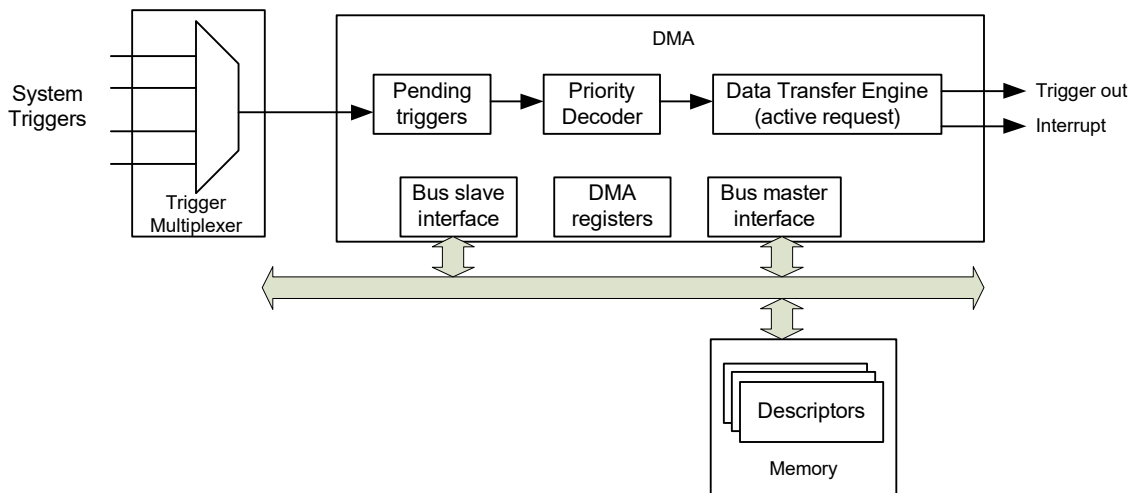 DMA
System
Triggers
Pending
triggers
Priority
Decoder
Data Transfer Engine
(active request)
Trigger out
Interrupt
Trigger
Multiplexer
Bus slave
interface
DMA
registers
Bus master
interface
Descriptors
Memory